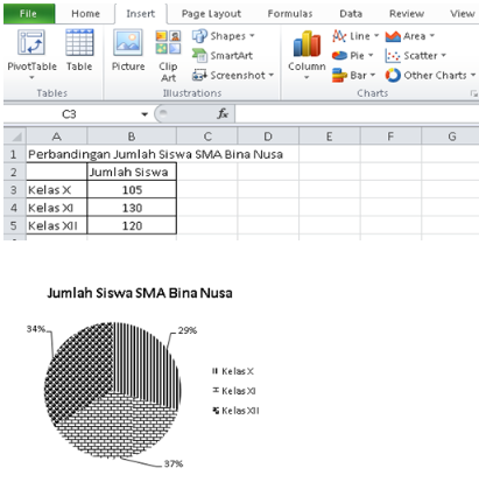 File Home Insert Page Layout Formulas Data Review View
PivotTable Table Picture Clip Art Shapes SmartArt Screenshot Column Line Pie Bar Area Scatter Other Charts
Tables Illustrations Charts
C3 fx
A B C D E F G
1 Perbandingan Jumlah Siswa SMA Bina Nusa
2 Jumlah Siswa
3 Kelas X 105
4 Kelas XI 130
5 Kelas XII 120
Jumlah Siswa SMA Bina Nusa
34% 29%
Kelas X
Kelas XI
Kelas XII
37%